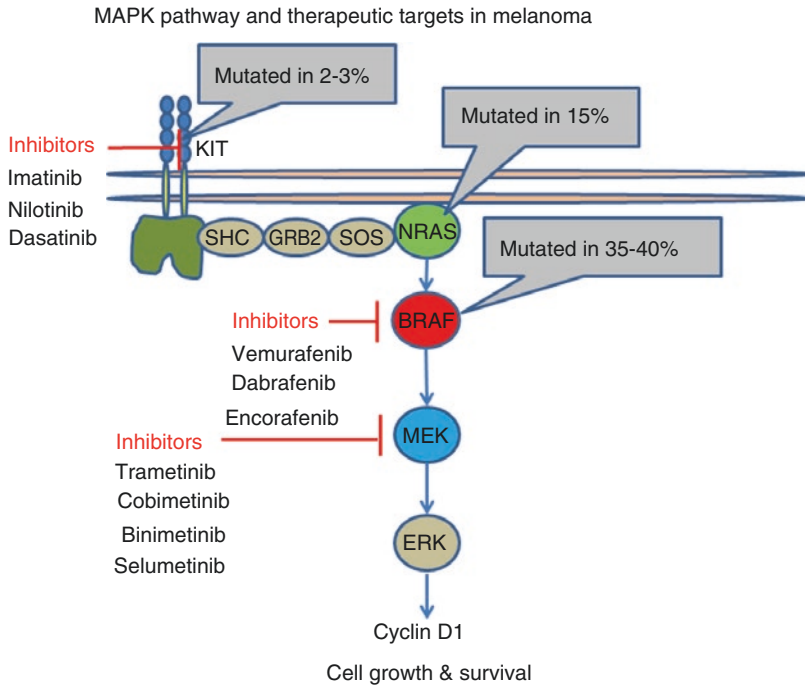 MAPK pathway and therapeutic targets in melanoma
Mutated in 2-3%
Mutated in 15%
Inhibitors
KIT
Imatinib
Nilotinib
Dasatinib
SHC
GRB2
SOS
NRAS
Mutated in 35-40%
Inhibitors
BRAF
Vemurafenib
Dabrafenib
Encorafenib
Inhibitors
MEK
Trametinib
Cobimetinib
Binimetinib
Selumetinib
ERK
Cyclin D1
Cell growth & survival